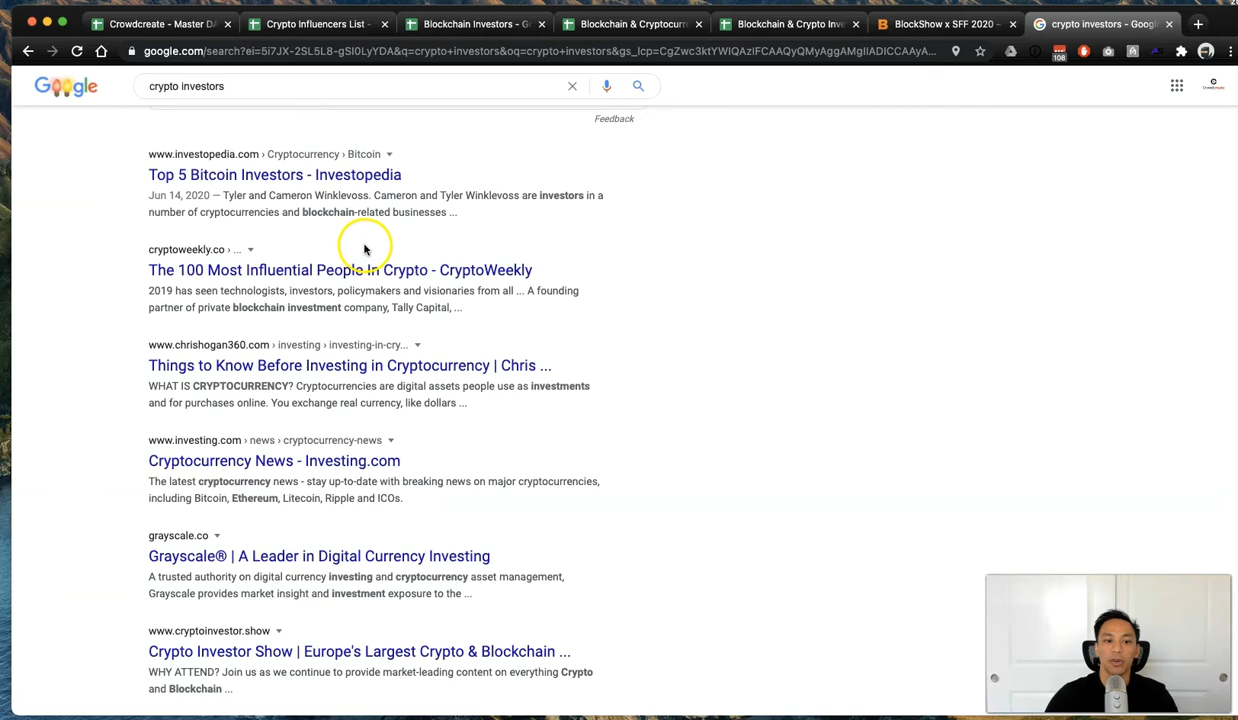 Crowdcreate - Master DA
Crypto Influencers List -
Blockchain Investors - G
Blockchain & Cryptocurr
Blockchain & Crypto Inve
BlockShow x SFF 2020 -
crypto investors - Google
google.com/search?ei=5i7JX-2SL5L8-gSI0LyYDA&q=crypto+investors&oq=crypto+investors&gs_lcp=CgZwc3ktYWIQAzIFCAAQyQMyAggAMgIIADICCAAyA...
108
Google
crypto investors
Feedback
www.investopedia.com › Cryptocurrency › Bitcoin
Top 5 Bitcoin Investors - Investopedia
Jun 14, 2020 — Tyler and Cameron Winklevoss. Cameron and Tyler Winklevoss are investors in a
number of cryptocurrencies and blockchain-related businesses ...
cryptoweekly.co › ...
The 100 Most Influential People In Crypto - CryptoWeekly
2019 has seen technologists, investors, policymakers and visionaries from all ... A founding
partner of private blockchain investment company, Tally Capital, ...
www.chrishogan360.com › investing › investing-in-cry...
Things to Know Before Investing in Cryptocurrency | Chris ...
WHAT IS CRYPTOCURRENCY? Cryptocurrencies are digital assets people use as investments
and for purchases online. You exchange real currency, like dollars ...
www.investing.com › news › cryptocurrency-news
Cryptocurrency News - Investing.com
The latest cryptocurrency news - stay up-to-date with breaking news on major cryptocurrencies,
including Bitcoin, Ethereum, Litecoin, Ripple and ICOs.
grayscale.co
Grayscale® | A Leader in Digital Currency Investing
A trusted authority on digital currency investing and cryptocurrency asset management,
Grayscale provides market insight and investment exposure to the ...
www.cryptoinvestor.show
Crypto Investor Show | Europe's Largest Crypto & Blockchain ...
WHY ATTEND? Join us as we continue to provide market-leading content on everything Crypto
and Blockchain ...